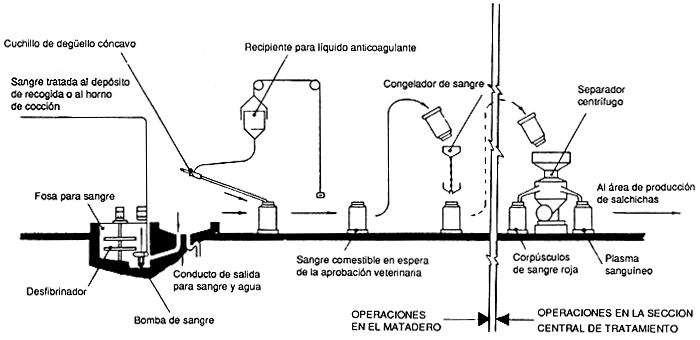 Cuchillo de degüello cóncavo
Recipiente para líquido anticoagulante
Sangre tratada al depósito
de recogida o al horno
de cocción
Congelador de sangre
Separador
centrífugo
Fosa para sangre
Al área de producción
de salchichas
Desfibrinador
Conducto de salida
para sangre y agua
Bomba de sangre
Sangre comestible en espera
de la aprobación veterinaria
Corpúsculos
de sangre roja
Plasma
sanguíneo
OPERACIONES
EN EL MATADERO
OPERACIONES EN LA SECCION
CENTRAL DE TRATAMIENTO